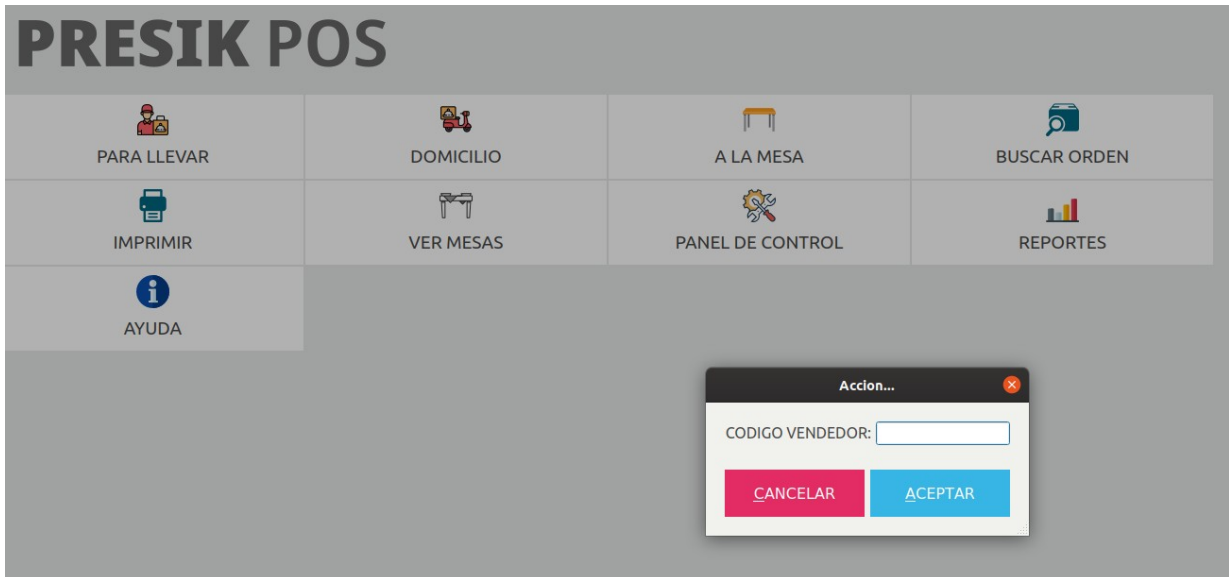 PRESIK POS
PARA LLEVAR
DOMICILIO
A LA MESA
BUSCAR ORDEN
IMPRIMIR
VER MESAS
PANEL DE CONTROL
REPORTES
AYUDA
Accion...
CODIGO VENDEDOR:
CANCELAR
ACEPTAR